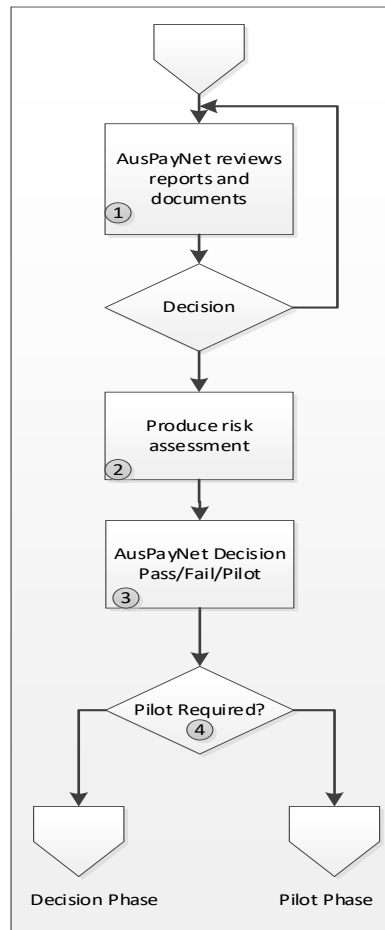 AusPayNet reviews
reports and
documents
1
Decision
Produce risk
assessment
2
AusPayNet Decision
Pass/Fail/Pilot
3
Pilot Required?
4
Decision Phase
Pilot Phase